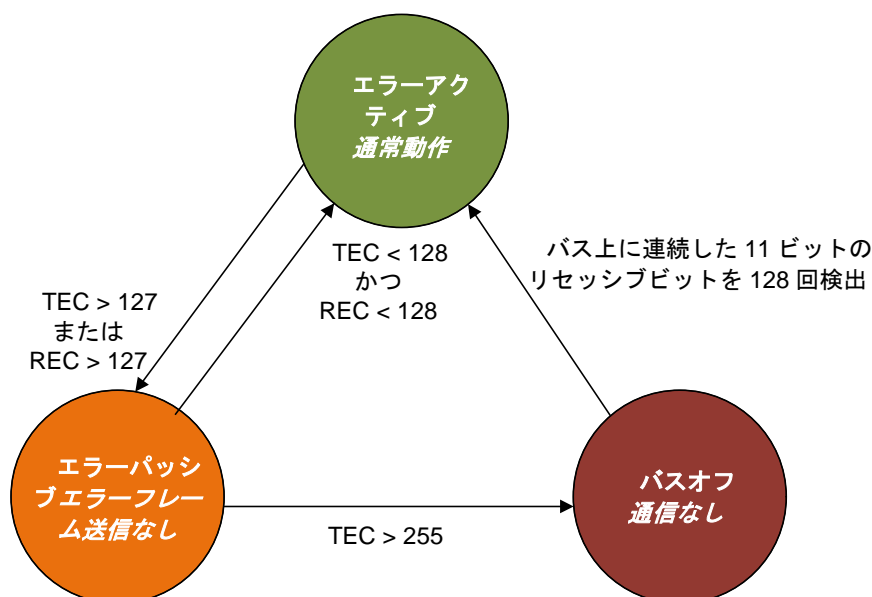 エラーアク
ティブ
通常動作
TEC < 128
かつ
REC < 128
バス上に連続した 11 ビットの
リセッシブビットを 128 回検出
TEC > 127
または
REC > 127
エラーパッシ
ブエラーフレー
ム送信なし
バスオフ
通信なし
TEC > 255